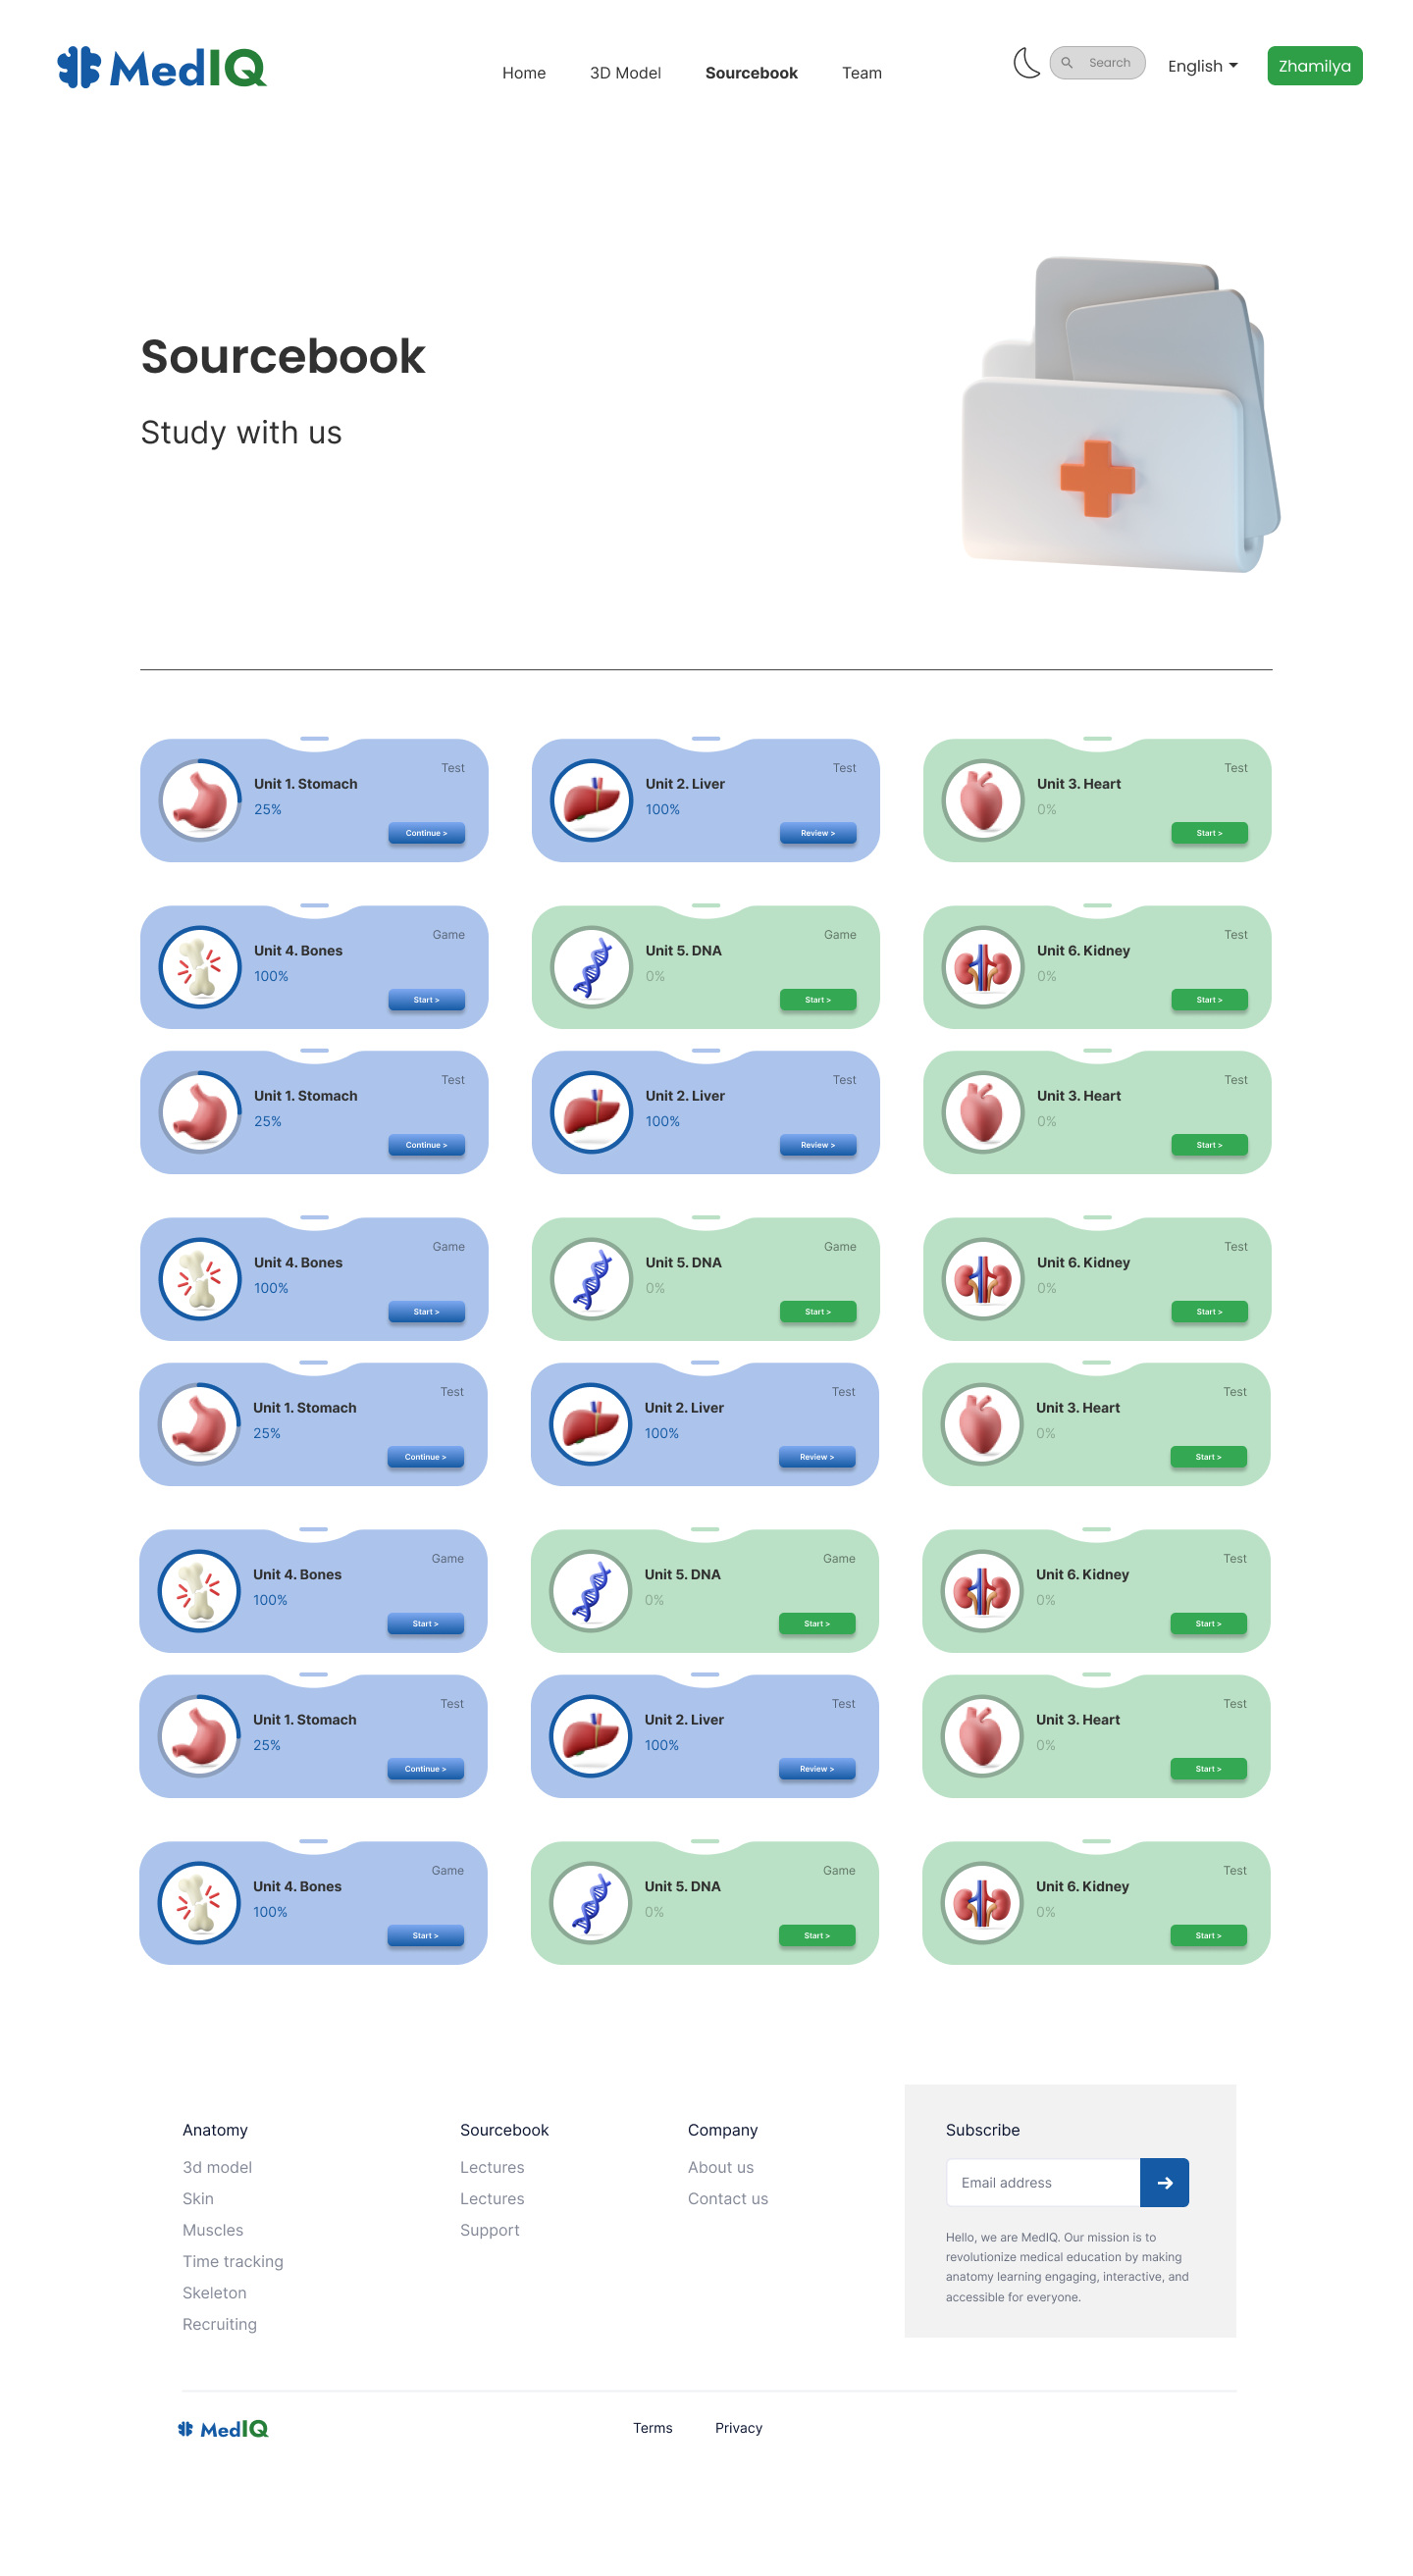 MedIQ
Home 3D Model Sourcebook Team
Search
English
Zhamilya
Sourcebook
Study with us
Test
Unit 1. Stomach
25%
Continue >
Test
Unit 2. Liver
100%
Review >
Test
Unit 3. Heart
0%
Start >
Game
Unit 4. Bones
100%
Start >
Game
Unit 5. DNA
0%
Start >
Test
Unit 6. Kidney
0%
Start >
Test
Unit 1. Stomach
25%
Continue >
Test
Unit 2. Liver
100%
Review >
Test
Unit 3. Heart
0%
Start >
Game
Unit 4. Bones
100%
Start >
Game
Unit 5. DNA
0%
Start >
Test
Unit 6. Kidney
0%
Start >
Test
Unit 1. Stomach
25%
Continue >
Test
Unit 2. Liver
100%
Review >
Test
Unit 3. Heart
0%
Start >
Game
Unit 4. Bones
100%
Start >
Game
Unit 5. DNA
0%
Start >
Test
Unit 6. Kidney
0%
Start >
Test
Unit 1. Stomach
25%
Continue >
Test
Unit 2. Liver
100%
Review >
Test
Unit 3. Heart
0%
Start >
Game
Unit 4. Bones
100%
Start >
Game
Unit 5. DNA
0%
Start >
Test
Unit 6. Kidney
0%
Start >
Anatomy
3d model
Skin
Muscles
Time tracking
Skeleton
Recruiting
Sourcebook
Lectures
Lectures
Support
Company
About us
Contact us
Subscribe
Email address
Hello, we are MedIQ. Our mission is to
revolutionize medical education by making
anatomy learning engaging, interactive, and
accessible for everyone.
MedIQ
Terms Privacy